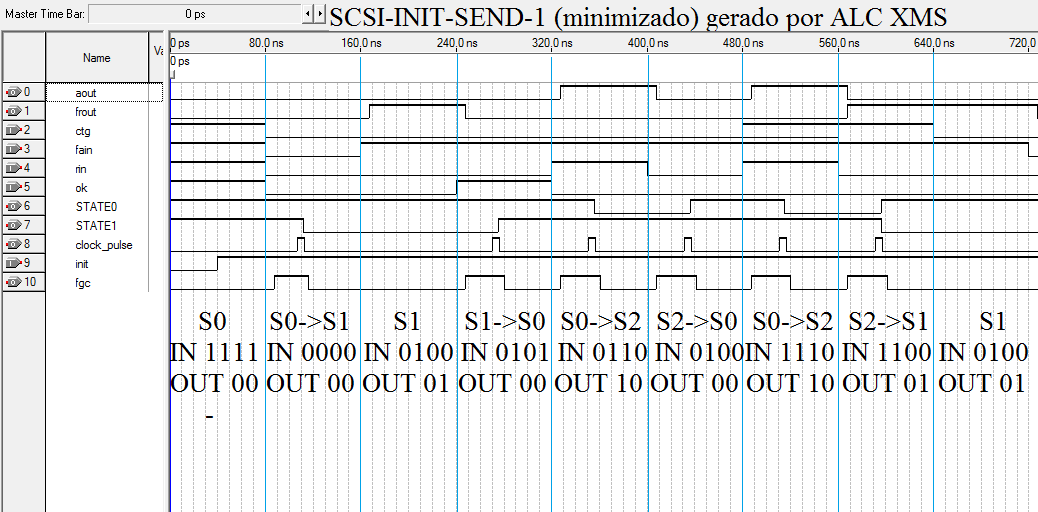 Master Time Bar: 0 ps
SCSI-INIT-SEND-1 (minimizado) gerado por ALC XMS
Name Va
0 ps 80.0 ns 160.0 ns 240.0 ns 320.0 ns 400.0 ns 480.0 ns 560.0 ns 640.0 ns 720.0
0 ps
0 aout
1 frout
2 ctg
3 fain
4 rin
5 ok
6 STATE0
7 STATE1
8 clock_pulse
9 init
10 fgc
S0 S0->S1 S1 S1->S0 S0->S2 S2->S0 S0->S2 S2->S1 S1
IN 1111 IN 0000 IN 0100 IN 0101 IN 0110 IN 0100 IN 1110 IN 1100 IN 0100
OUT 00 OUT 00 OUT 01 OUT 00 OUT 10 OUT 00 OUT 10 OUT 01 OUT 01
-